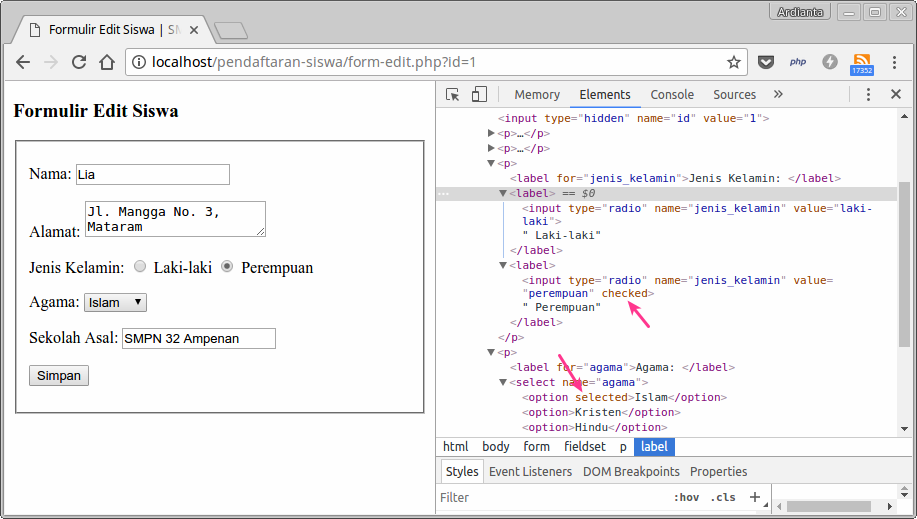 Ardianta
Formulir Edit Siswa | SM
localhost/pendaftaran-siswa/form-edit.php?id=1
php
17352
Formulir Edit Siswa
Nama: Lia
Alamat: Jl. Mangga No. 3,
Mataram
Jenis Kelamin: Laki-laki Perempuan
Agama: Islam
Sekolah Asal: SMPN 32 Ampenan
Simpan
Memory Elements Console Sources »
<input type="hidden" name="id" value="1">
<p>…</p>
<p>…</p>
<p>
<label for="jenis_kelamin">Jenis Kelamin: </label>
… <label> == $0
<input type="radio" name="jenis_kelamin" value="laki-
laki">
" Laki-laki"
</label>
<label>
<input type="radio" name="jenis_kelamin" value=
"perempuan" checked>
" Perempuan"
</label>
</p>
<p>
<label for="agama">Agama: </label>
<select name="agama">
<option selected>Islam</option>
<option>Kristen</option>
<option>Hindu</option>
html body form fieldset p label
Styles Event Listeners DOM Breakpoints Properties
Filter :hov .cls +